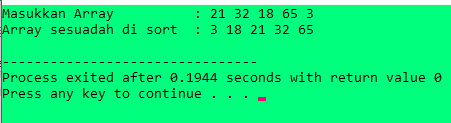 Masukkan Array          : 21 32 18 65 3
Array sesuadah di sort  : 3 18 21 32 65
--------------------------------
Process exited after 0.1944 seconds with return value 0
Press any key to continue . . .